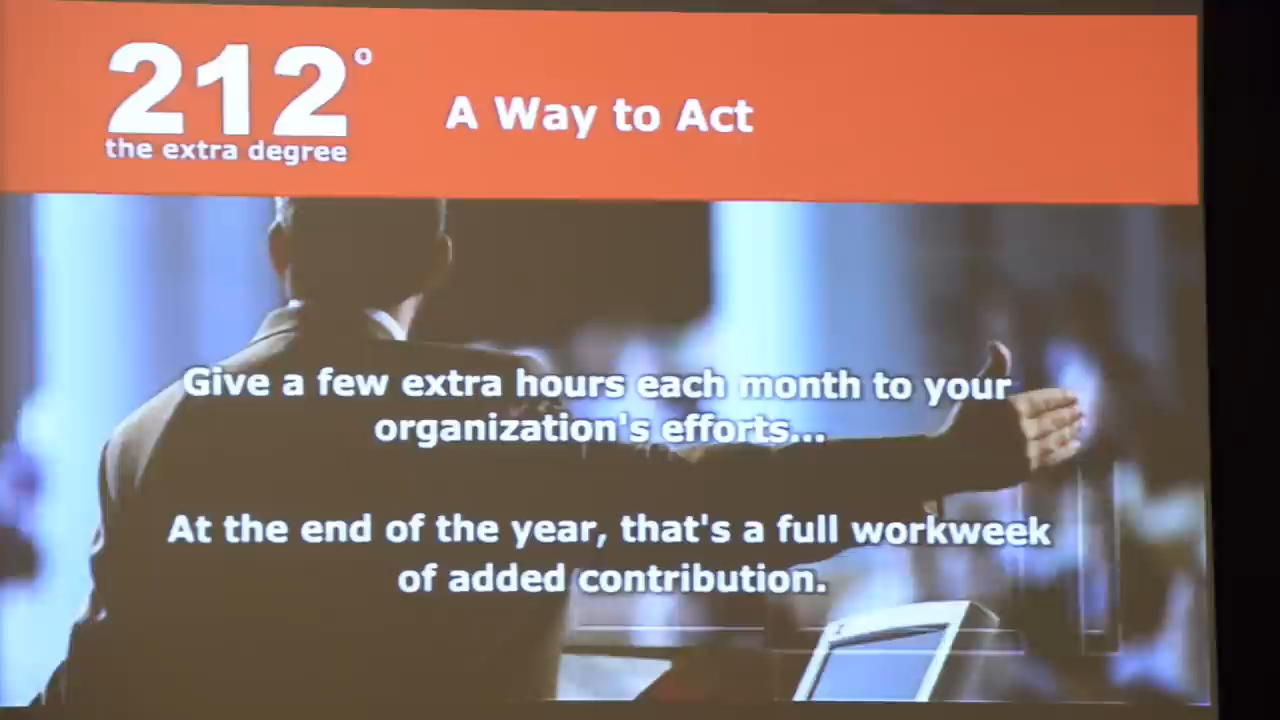 212°
the extra degree
A Way to Act
Give a few extra hours each month to your
organization's efforts...
At the end of the year, that's a full workweek
of added contribution.